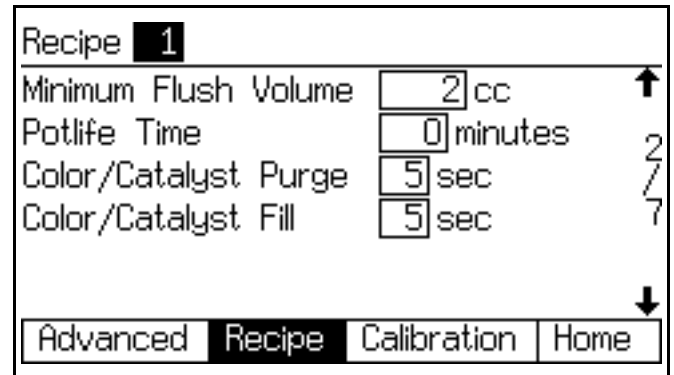 Recipe 1
Minimum Flush Volume 2 cc
Potlife Time 0 minutes
Color/Catalyst Purge 5 sec
Color/Catalyst Fill 5 sec
2/7
Advanced Recipe Calibration Home